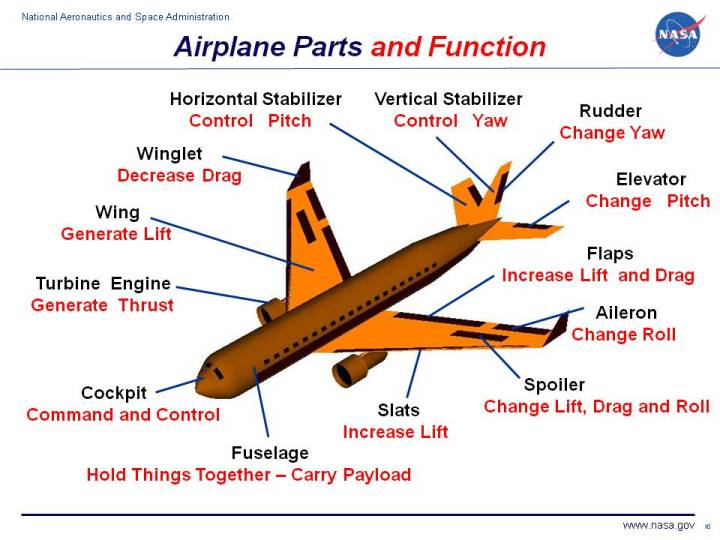 National Aeronautics and Space Administration
NASA
Airplane Parts and Function
Horizontal Stabilizer
Control Pitch
Vertical Stabilizer
Control Yaw
Rudder
Change Yaw
Winglet
Decrease Drag
Elevator
Change Pitch
Wing
Generate Lift
Flaps
Increase Lift and Drag
Turbine Engine
Generate Thrust
Aileron
Change Roll
Cockpit
Command and Control
Spoiler
Change Lift, Drag and Roll
Slats
Increase Lift
Fuselage
Hold Things Together – Carry Payload
www.nasa.gov